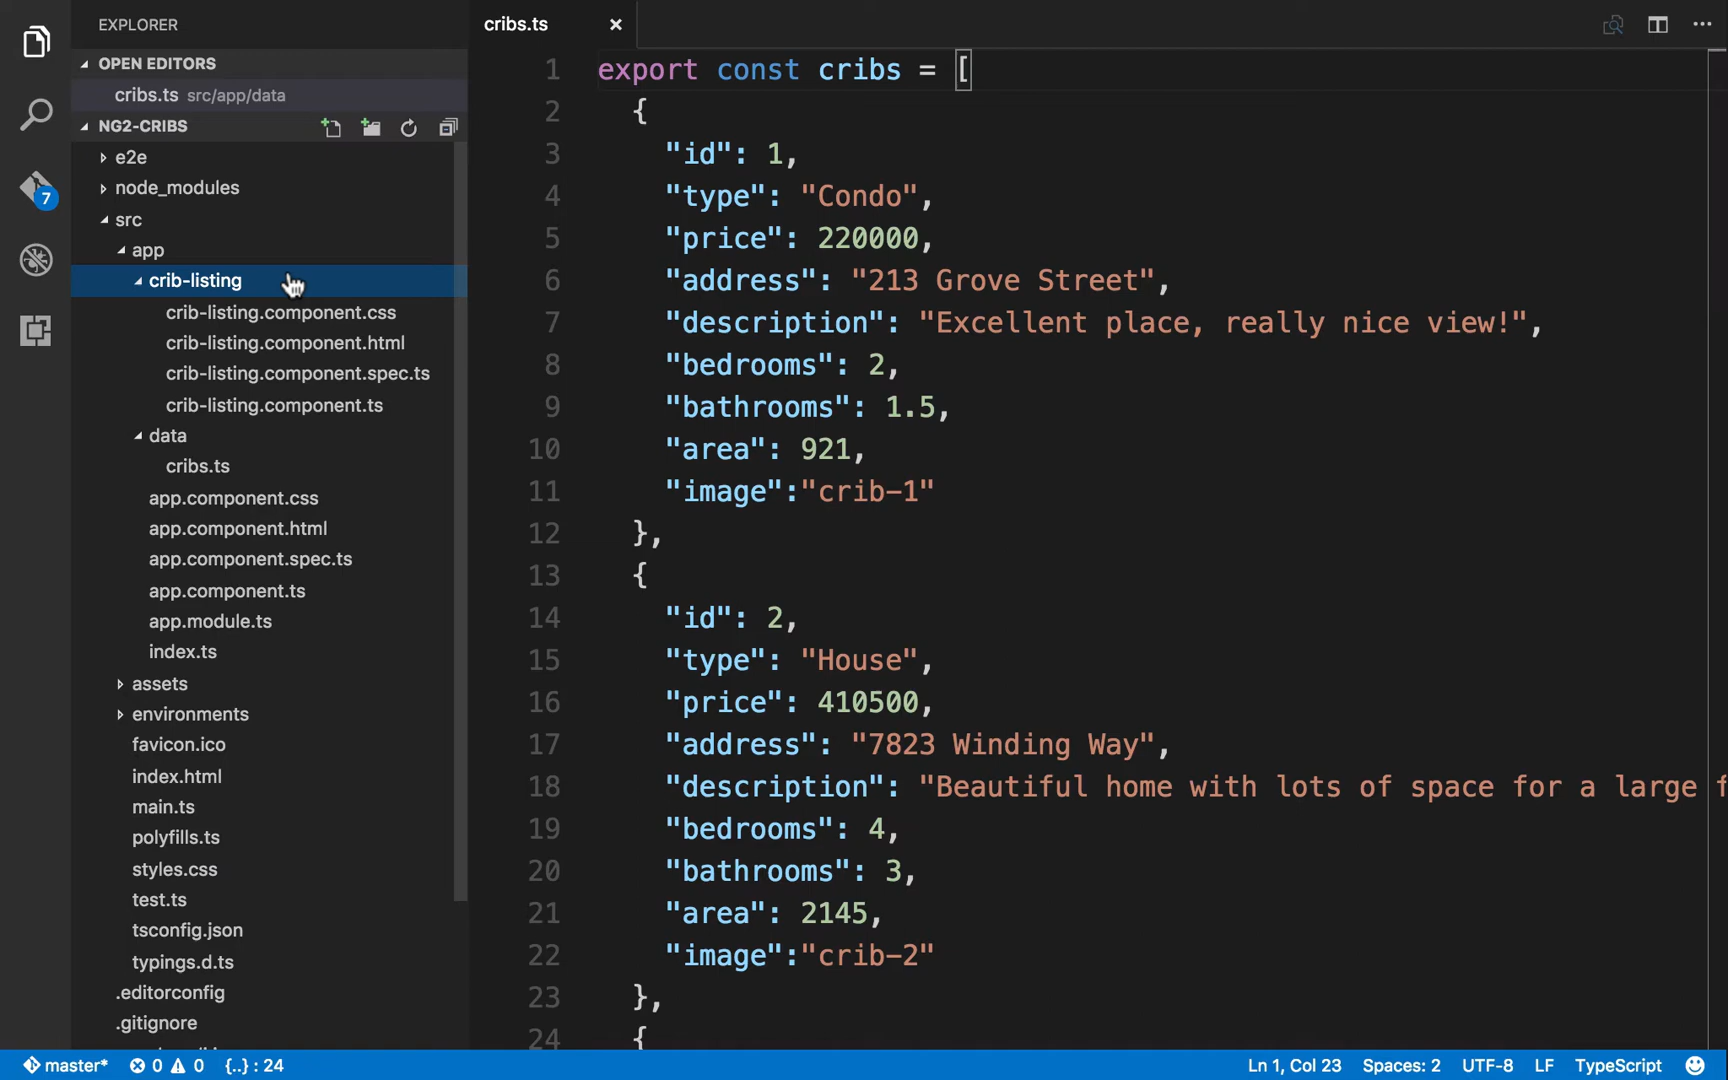 EXPLORER
OPEN EDITORS
cribs.ts src/app/data
NG2-CRIBS
e2e
node_modules
src
app
crib-listing
crib-listing.component.css
crib-listing.component.html
crib-listing.component.spec.ts
crib-listing.component.ts
data
cribs.ts
app.component.css
app.component.html
app.component.spec.ts
app.component.ts
app.module.ts
index.ts
assets
environments
favicon.ico
index.html
main.ts
polyfills.ts
styles.css
test.ts
tsconfig.json
typings.d.ts
.editorconfig
.gitignore
7
cribs.ts
1 export const cribs = [
2 {
3 "id": 1,
4 "type": "Condo",
5 "price": 220000,
6 "address": "213 Grove Street",
7 "description": "Excellent place, really nice view!",
8 "bedrooms": 2,
9 "bathrooms": 1.5,
10 "area": 921,
11 "image":"crib-1"
12 },
13 {
14 "id": 2,
15 "type": "House",
16 "price": 410500,
17 "address": "7823 Winding Way",
18 "description": "Beautiful home with lots of space for a large f
19 "bedrooms": 4,
20 "bathrooms": 3,
21 "area": 2145,
22 "image":"crib-2"
23 },
24 {
master* 0 0 {..} : 24 Ln 1, Col 23 Spaces: 2 UTF-8 LF TypeScript